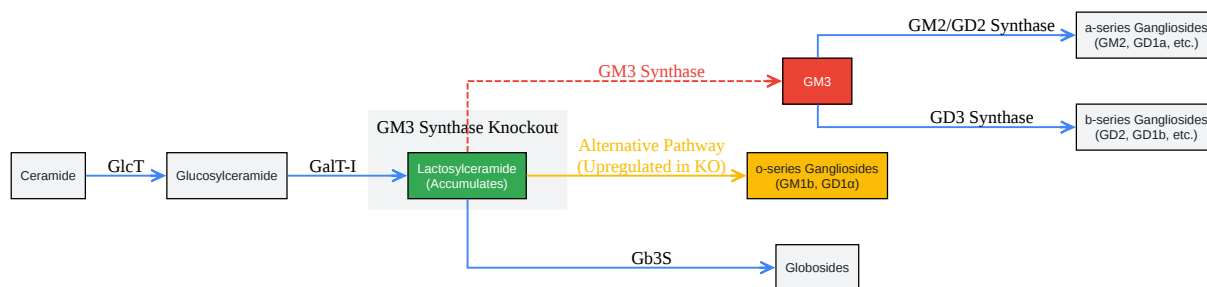 GM2/GD2 Synthase
a-series Gangliosides
(GM2, GD1a, etc.)
GM3 Synthase
GM3
GD3 Synthase
b-series Gangliosides
(GD2, GD1b, etc.)
GM3 Synthase Knockout
Ceramide
GlcT
Glucosylceramide
GalT-I
Lactosylceramide
(Accumulates)
Alternative Pathway
(Upregulated in KO)
o-series Gangliosides
(GM1b, GD1α)
Gb3S
Globosides